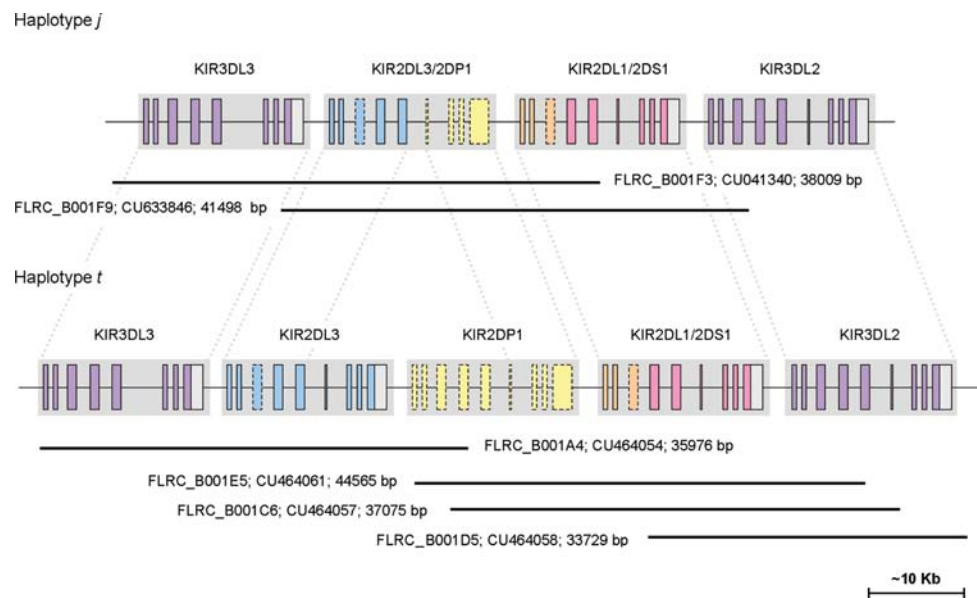 Haplotype j
KIR3DL3 KIR2DL3/2DP1 KIR2DL1/2DS1 KIR3DL2
FLRC_B001F3; CU041340; 38009 bp
FLRC_B001F9; CU633846; 41498 bp
Haplotype t
KIR3DL3 KIR2DL3 KIR2DP1 KIR2DL1/2DS1 KIR3DL2
FLRC_B001A4; CU464054; 35976 bp
FLRC_B001E5; CU464061; 44565 bp
FLRC_B001C6; CU464057; 37075 bp
FLRC_B001D5; CU464058; 33729 bp
~10 Kb